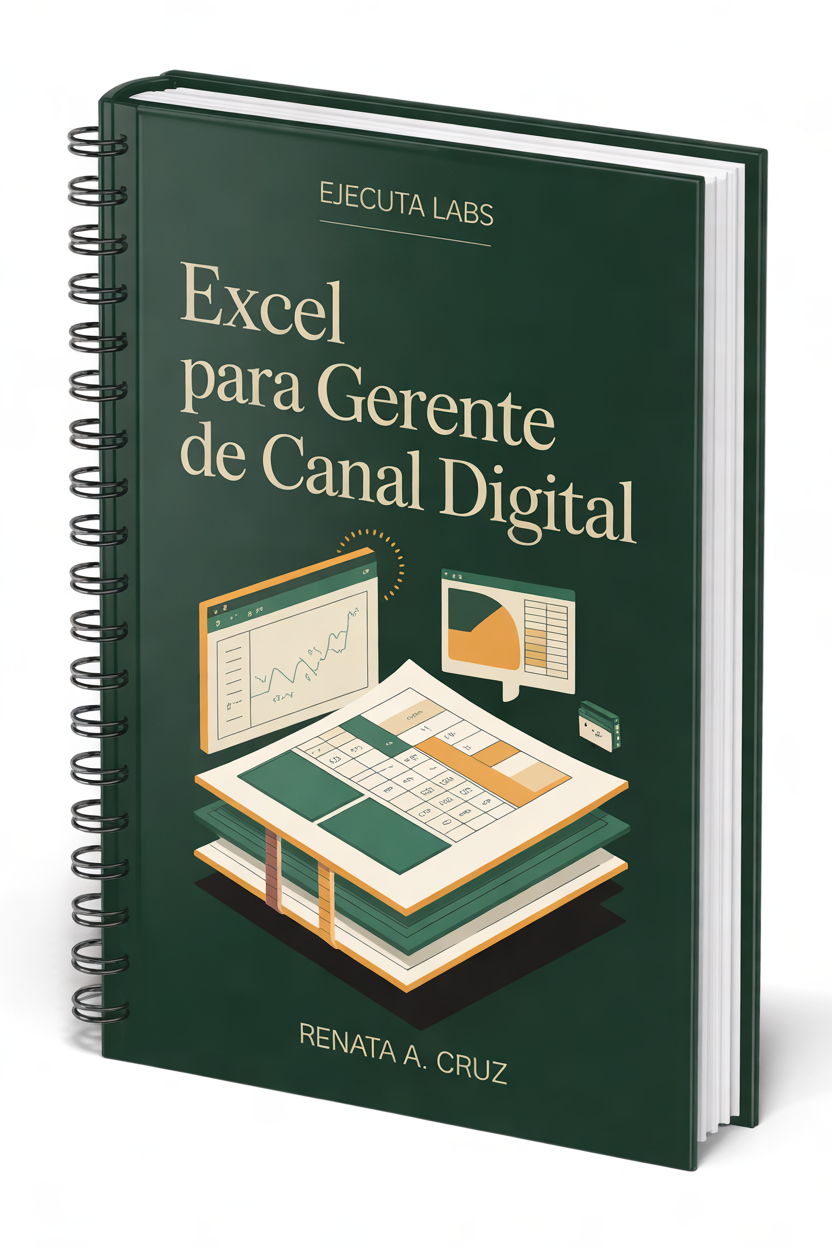 EJECUTA LABS
Excel
para Gerente
de Canal Digital
RENATA A. CRUZ